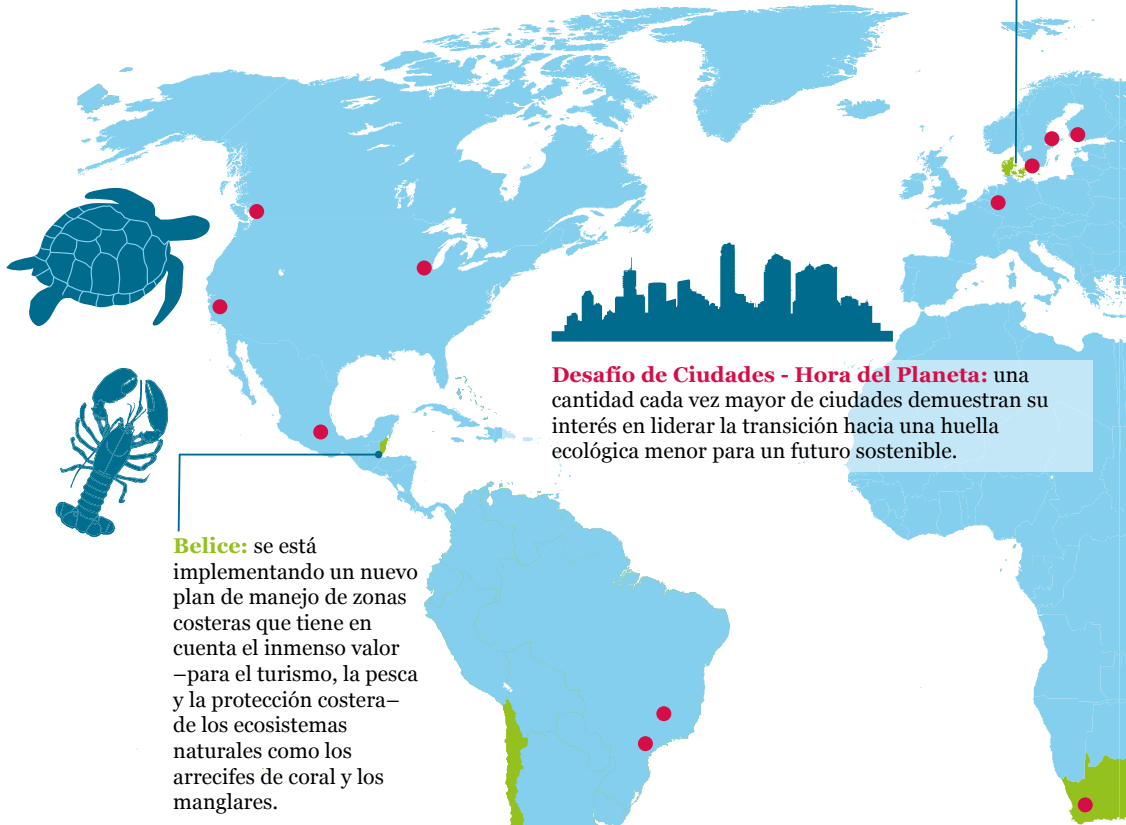 Desafío de Ciudades - Hora del Planeta: una
cantidad cada vez mayor de ciudades demuestran su
interés en liderar la transición hacia una huella
ecológica menor para un futuro sostenible.
Belice: se está
implementando un nuevo
plan de manejo de zonas
costeras que tiene en
cuenta el inmenso valor
–para el turismo, la pesca
y la protección costera–
de los ecosistemas
naturales como los
arrecifes de coral y los
manglares.